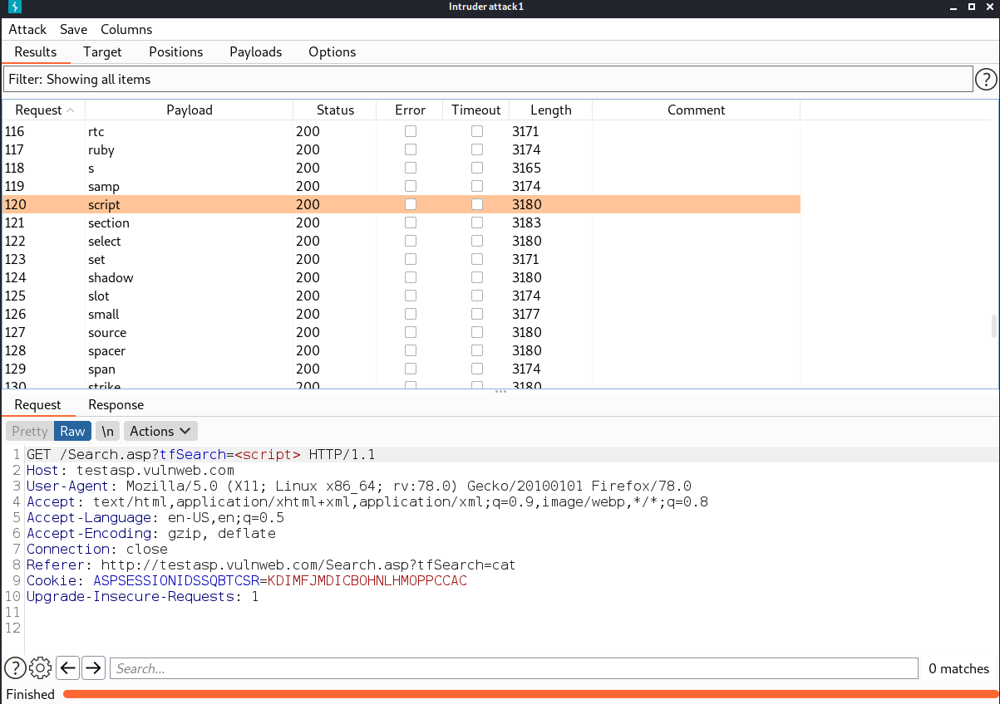 Intruder attack1
Attack Save Columns
Results Target Positions Payloads Options
Filter: Showing all items
?
Request Payload Status Error Timeout Length Comment
116 rtc 200 3171
117 ruby 200 3174
118 s 200 3165
119 samp 200 3174
120 script 200 3180
121 section 200 3183
122 select 200 3180
123 set 200 3171
124 shadow 200 3180
125 slot 200 3174
126 small 200 3177
127 source 200 3180
128 spacer 200 3180
129 span 200 3174
130 strike 200 3180
Request Response
Pretty Raw \n Actions
1 GET /Search.asp?tfSearch=<script> HTTP/1.1
2 Host: testasp.vulnweb.com
3 User-Agent: Mozilla/5.0 (X11; Linux x86_64; rv:78.0) Gecko/20100101 Firefox/78.0
4 Accept: text/html,application/xhtml+xml,application/xml;q=0.9,image/webp,*/*;q=0.8
5 Accept-Language: en-US,en;q=0.5
6 Accept-Encoding: gzip, deflate
7 Connection: close
8 Referer: http://testasp.vulnweb.com/Search.asp?tfSearch=cat
9 Cookie: ASPSESSIONIDSSQBTCSR=KDIMFJMDICBOHNLHMOPPCCAC
10 Upgrade-Insecure-Requests: 1
11
12
? Search... 0 matches
Finished